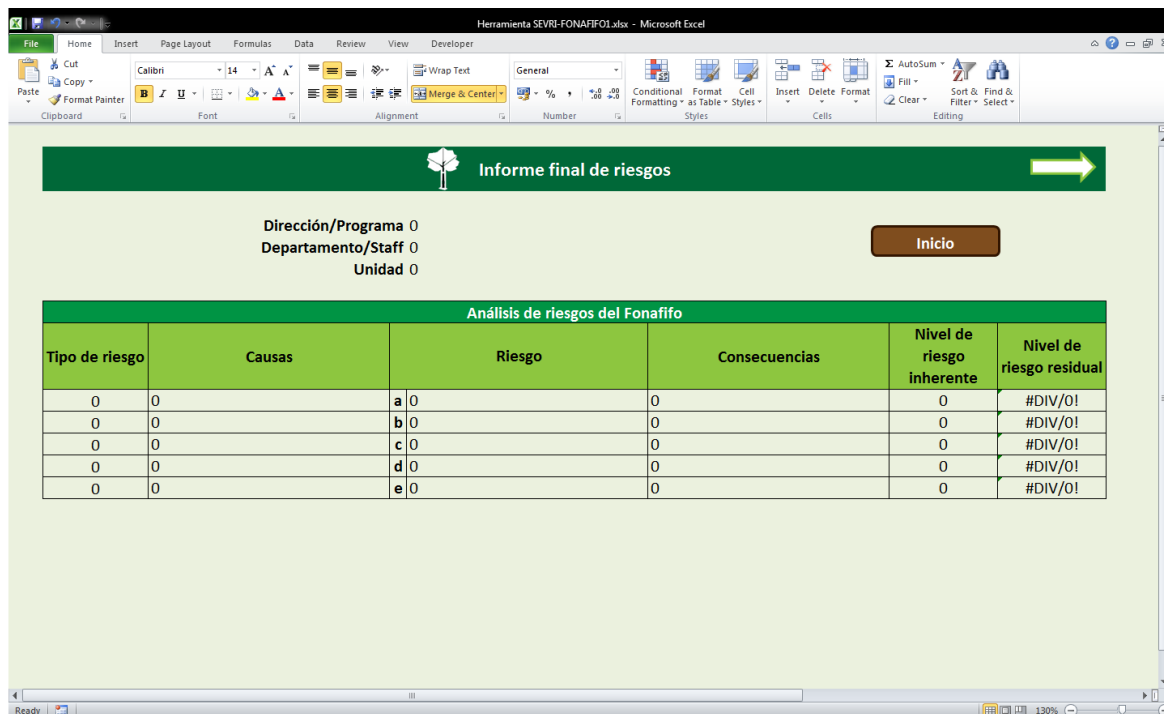 Herramienta SEVRI-FONAFIFO1.xlsx - Microsoft Excel
File Home Insert Page Layout Formulas Data Review View Developer
Paste
Cut
Copy
Format Painter
Clipboard
Calibri 14
B I U
Font
Wrap Text
Merge & Center
Alignment
General
% ,
Number
Conditional Formatting
Format as Table
Cell Styles
Styles
Insert Delete Format
Cells
Σ AutoSum
Fill
Clear
Sort & Filter
Find & Select
Editing
Informe final de riesgos
Dirección/Programa 0
Departamento/Staff 0
Unidad 0
Inicio
Análisis de riesgos del Fonafifo
Tipo de riesgo Causas Riesgo Consecuencias Nivel de riesgo inherente Nivel de riesgo residual
0 0 a 0 0 0 #DIV/0!
0 0 b 0 0 0 #DIV/0!
0 0 c 0 0 0 #DIV/0!
0 0 d 0 0 0 #DIV/0!
0 0 e 0 0 0 #DIV/0!
Ready 130%